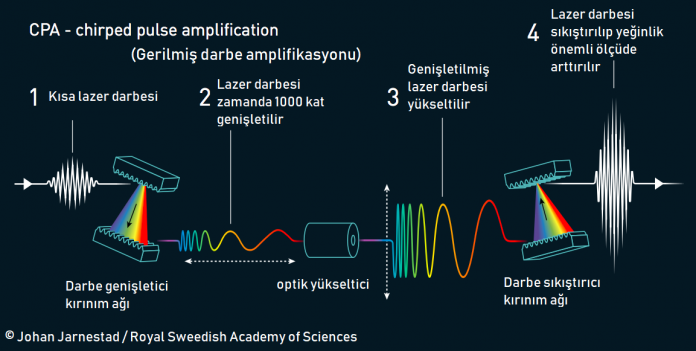 CPA - chirped pulse amplification
(Gerilmiş darbe amplifikasyonu)
1 Kısa lazer darbesi
2 Lazer darbesi
zamanda 1000 kat
genişletilir
3 Genişletilmiş
lazer darbesi
yükseltilir
4 Lazer darbesi
sıkıştırılıp yeğinlik
önemli ölçüde
arttırılır
Darbe genişletici
kırınım ağı
optik yükseltici
Darbe sıkıştırıcı
kırınım ağı
© Johan Jarnestad / Royal Sweedish Academy of Sciences